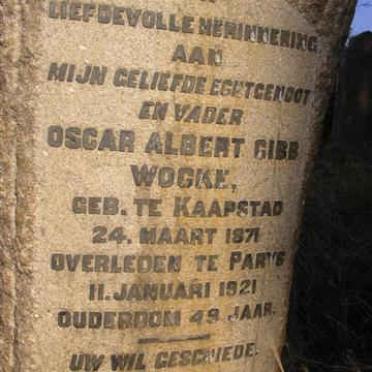 LIEFDEVOLLE HERINNERING
AAN
MIJN GELIEFDE ECHTGENOOT
EN VADER
OSCAR ALBERT GIBB
WOCKE,
GEB. TE KAAPSTAD
24. MAART 1871
OVERLEDEN TE PARYS
11. JANUARI 1921
OUDERDOM 49 JAAR.
UW WIL GESCHIEDE.